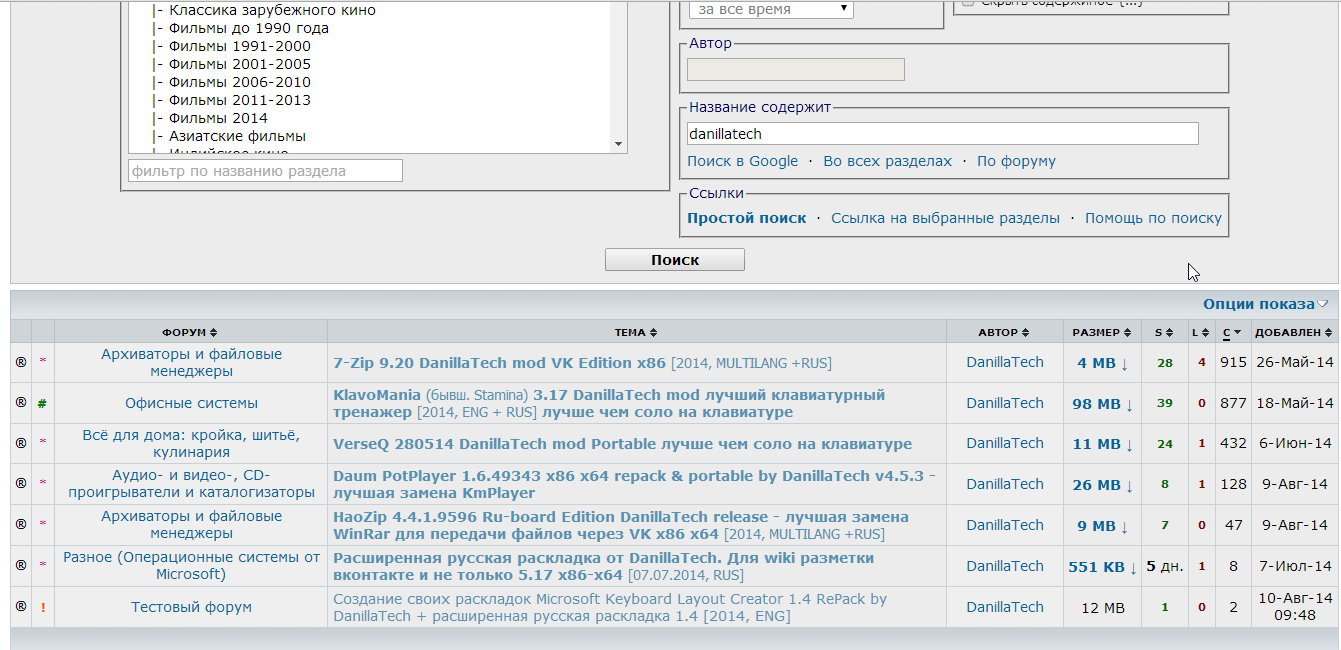 |- Классика зарубежного кино
|- Фильмы до 1990 года
|- Фильмы 1991-2000
|- Фильмы 2001-2005
|- Фильмы 2006-2010
|- Фильмы 2011-2013
|- Фильмы 2014
|- Азиатские фильмы
|- Индийское кино
фильтр по названию раздела
за все время
Скрыть содержимое {...}
Автор
Название содержит
danillatech
Поиск в Google · Во всех разделах · По форуму
Ссылки
Простой поиск · Ссылка на выбранные разделы · Помощь по поиску
Поиск
Опции показа
ФОРУМ ТЕМА АВТОР РАЗМЕР S L C ДОБАВЛЕН
® * Архиваторы и файловые менеджеры 7-Zip 9.20 DanillaTech mod VK Edition x86 [2014, MULTILANG +RUS] DanillaTech 4 MB ↓ 28 4 915 26-Май-14
® # Офисные системы KlavoMania (бывш. Stamina) 3.17 DanillaTech mod лучший клавиатурный
тренажер [2014, ENG + RUS] лучше чем соло на клавиатуре DanillaTech 98 MB ↓ 39 0 877 18-Май-14
® * Всё для дома: кройка, шитьё, кулинария VerseQ 280514 DanillaTech mod Portable лучше чем соло на клавиатуре DanillaTech 11 MB ↓ 24 1 432 6-Июн-14
® * Аудио- и видео-, CD-проигрыватели и каталогизаторы Daum PotPlayer 1.6.49343 x86 x64 repack & portable by DanillaTech v4.5.3 -
лучшая замена KmPlayer DanillaTech 26 MB ↓ 8 1 128 9-Авг-14
® * Архиваторы и файловые менеджеры HaoZip 4.4.1.9596 Ru-board Edition DanillaTech release - лучшая замена
WinRar для передачи файлов через VK x86 x64 [2014, MULTILANG +RUS] DanillaTech 9 MB ↓ 7 0 47 9-Авг-14
® * Разное (Операционные системы от Microsoft) Расширенная русская раскладка от DanillaTech. Для wiki разметки
вконтакте и не только 5.17 x86-x64 [07.07.2014, RUS] DanillaTech 551 KB ↓ 5 дн. 1 8 7-Июл-14
® ! Тестовый форум Создание своих раскладок Microsoft Keyboard Layout Creator 1.4 RePack by
DanillaTech + расширенная русская раскладка 1.4 [2014, ENG] DanillaTech 12 MB 1 0 2 10-Авг-14 09:48